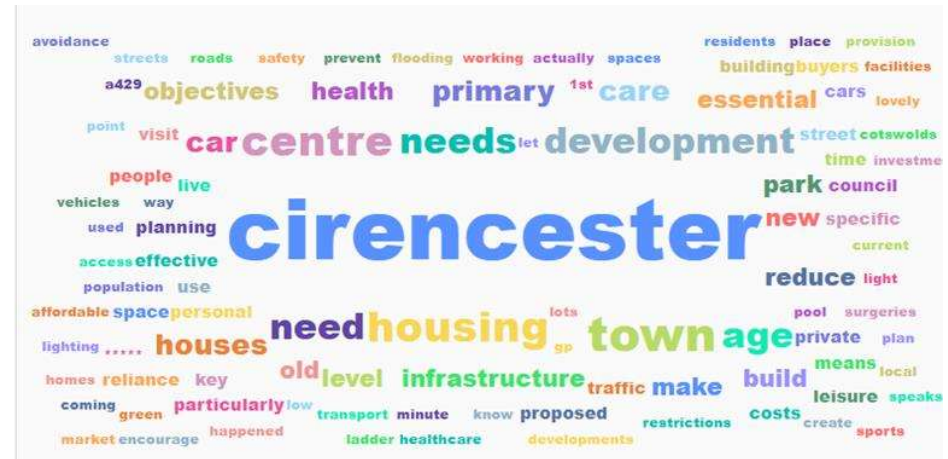 avoidance residents place provision
streets roads safety prevent flooding working actually spaces buildingbuyers facilities
a429 objectives health primary 1st care essential cars lovely
point visit car centre needs let development street cotswolds
time investme
people live park council
vehicles way
used planning cirencester new specific
current
access effective reduce light
population use
affordable space personal need housing lots town age pool surgeries
lighting ..... houses gp private plan
homes reliance key old level infrastructure traffic make build means local
coming green particularly low transport minute know proposed restrictions costs leisure speaks
create
market encourage happened ladder healthcare developments sports